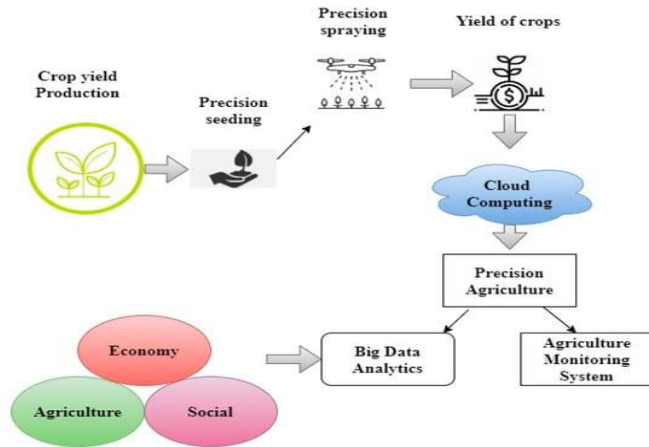 Crop yield
Production
Precision
seeding
Precision
spraying
Yield of crops
$
Cloud
Computing
Precision
Agriculture
Big Data
Analytics
Agriculture
Monitoring
System
Economy
Agriculture
Social